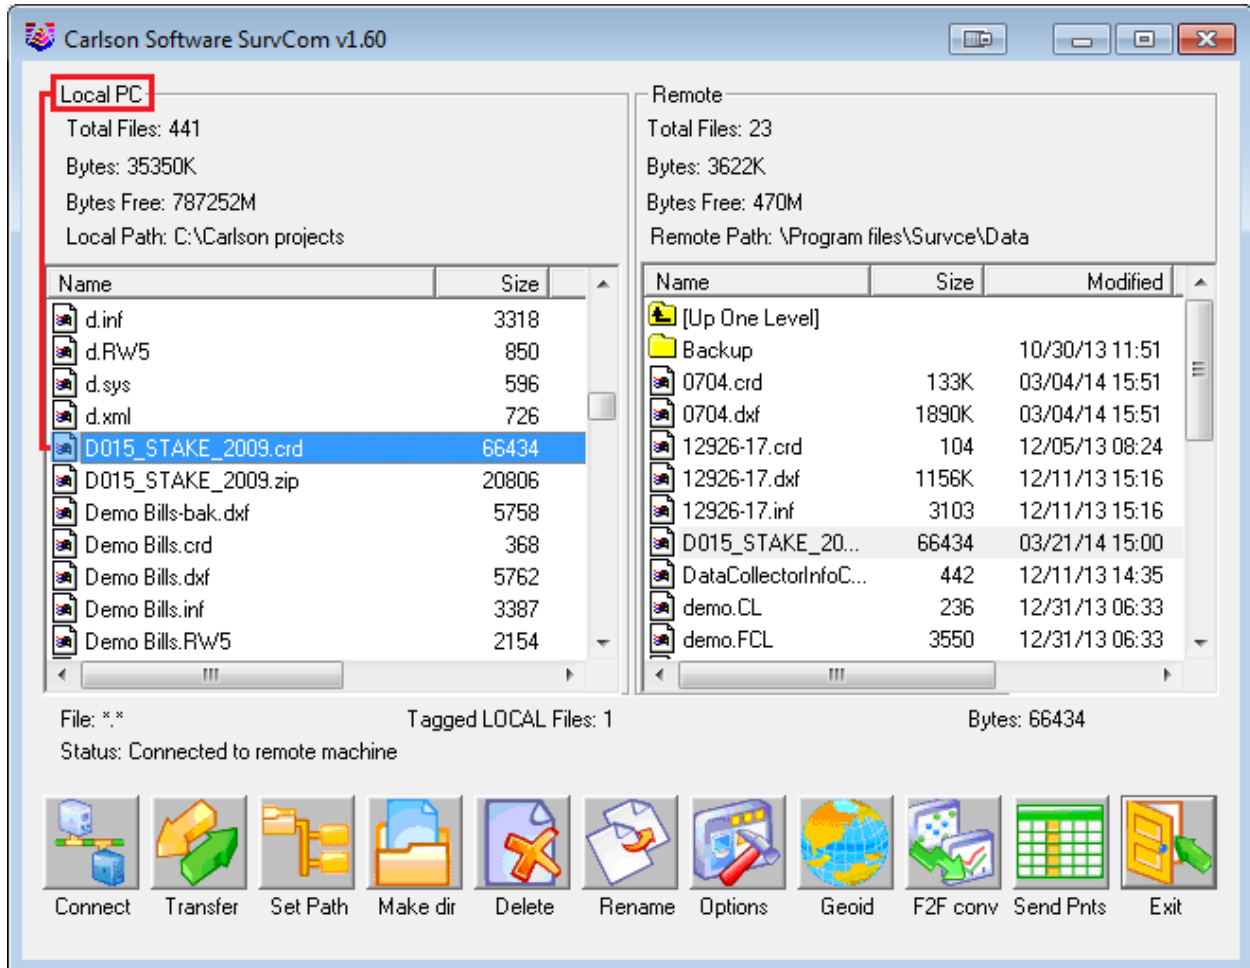 Carlson Software SurvCom v1.60
Local PC
Total Files: 441
Bytes: 35350K
Bytes Free: 787252M
Local Path: C:\Carlson projects
Name Size
d.inf 3318
d.RW5 850
d.sys 596
d.xml 726
D015_STAKE_2009.crd 66434
D015_STAKE_2009.zip 20806
Demo Bills-bak.dxf 5758
Demo Bills.crd 368
Demo Bills.dxf 5762
Demo Bills.inf 3387
Demo Bills.RW5 2154
Remote
Total Files: 23
Bytes: 3622K
Bytes Free: 470M
Remote Path: \Program files\Survce\Data
Name Size Modified
[Up One Level]
Backup 10/30/13 11:51
0704.crd 133K 03/04/14 15:51
0704.dxf 1890K 03/04/14 15:51
12926-17.crd 104 12/05/13 08:24
12926-17.dxf 1156K 12/11/13 15:16
12926-17.inf 3103 12/11/13 15:16
D015_STAKE_20... 66434 03/21/14 15:00
DataCollectorInfoC... 442 12/11/13 14:35
demo.CL 236 12/31/13 06:33
demo.FCL 3550 12/31/13 06:33
File: *.* Tagged LOCAL Files: 1 Bytes: 66434
Status: Connected to remote machine
Connect Transfer Set Path Make dir Delete Rename Options Geoid F2F conv Send Pnts Exit